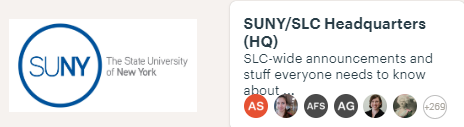 SUNY
The State University
of New York
SUNY/SLC Headquarters
(HQ)
SLC-wide announcements and
stuff everyone needs to know
about ...
AS AFS AG +269